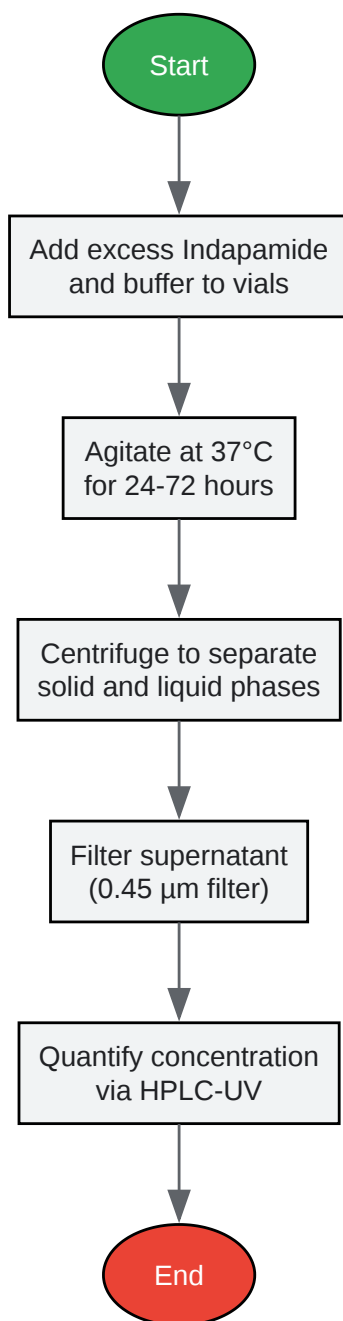 Start
Add excess Indapamide
and buffer to vials
Agitate at 37°C
for 24-72 hours
Centrifuge to separate
solid and liquid phases
Filter supernatant
(0.45 µm filter)
Quantify concentration
via HPLC-UV
End